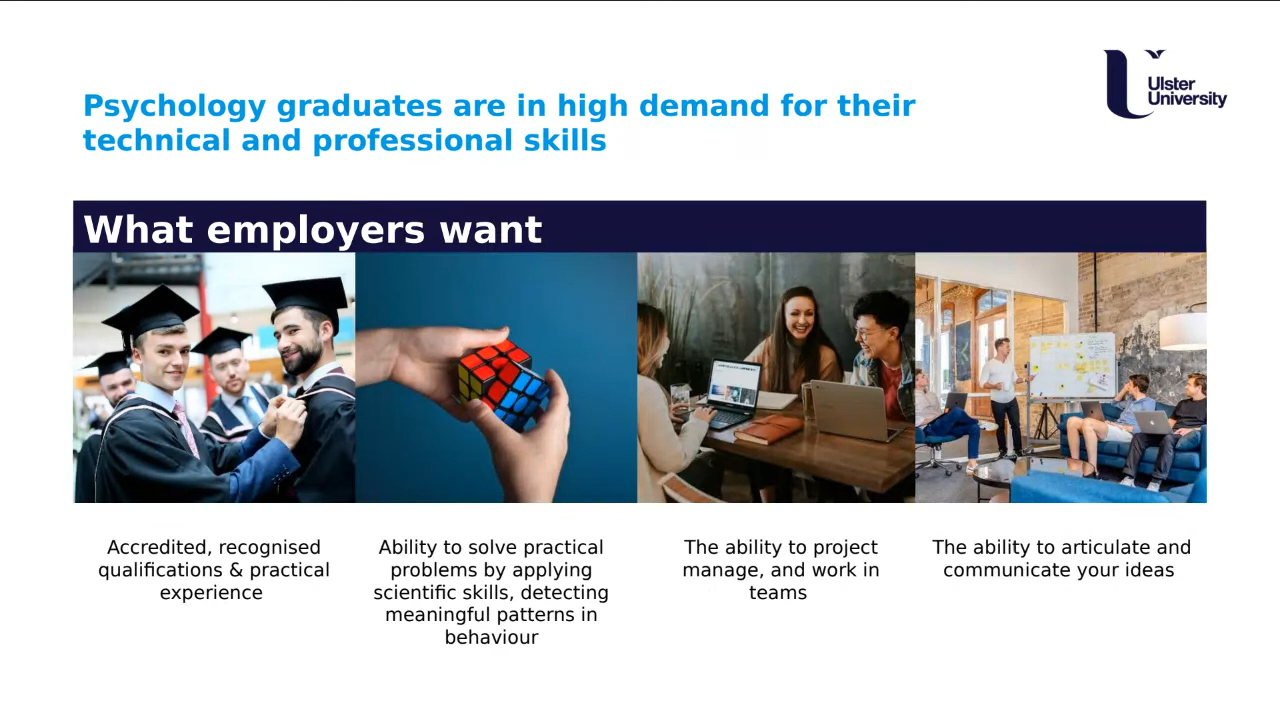 Psychology graduates are in high demand for their
technical and professional skills
Ulster
University
What employers want
Accredited, recognised
qualifications & practical
experience
Ability to solve practical
problems by applying
scientific skills, detecting
meaningful patterns in
behaviour
The ability to project
manage, and work in
teams
The ability to articulate and
communicate your ideas